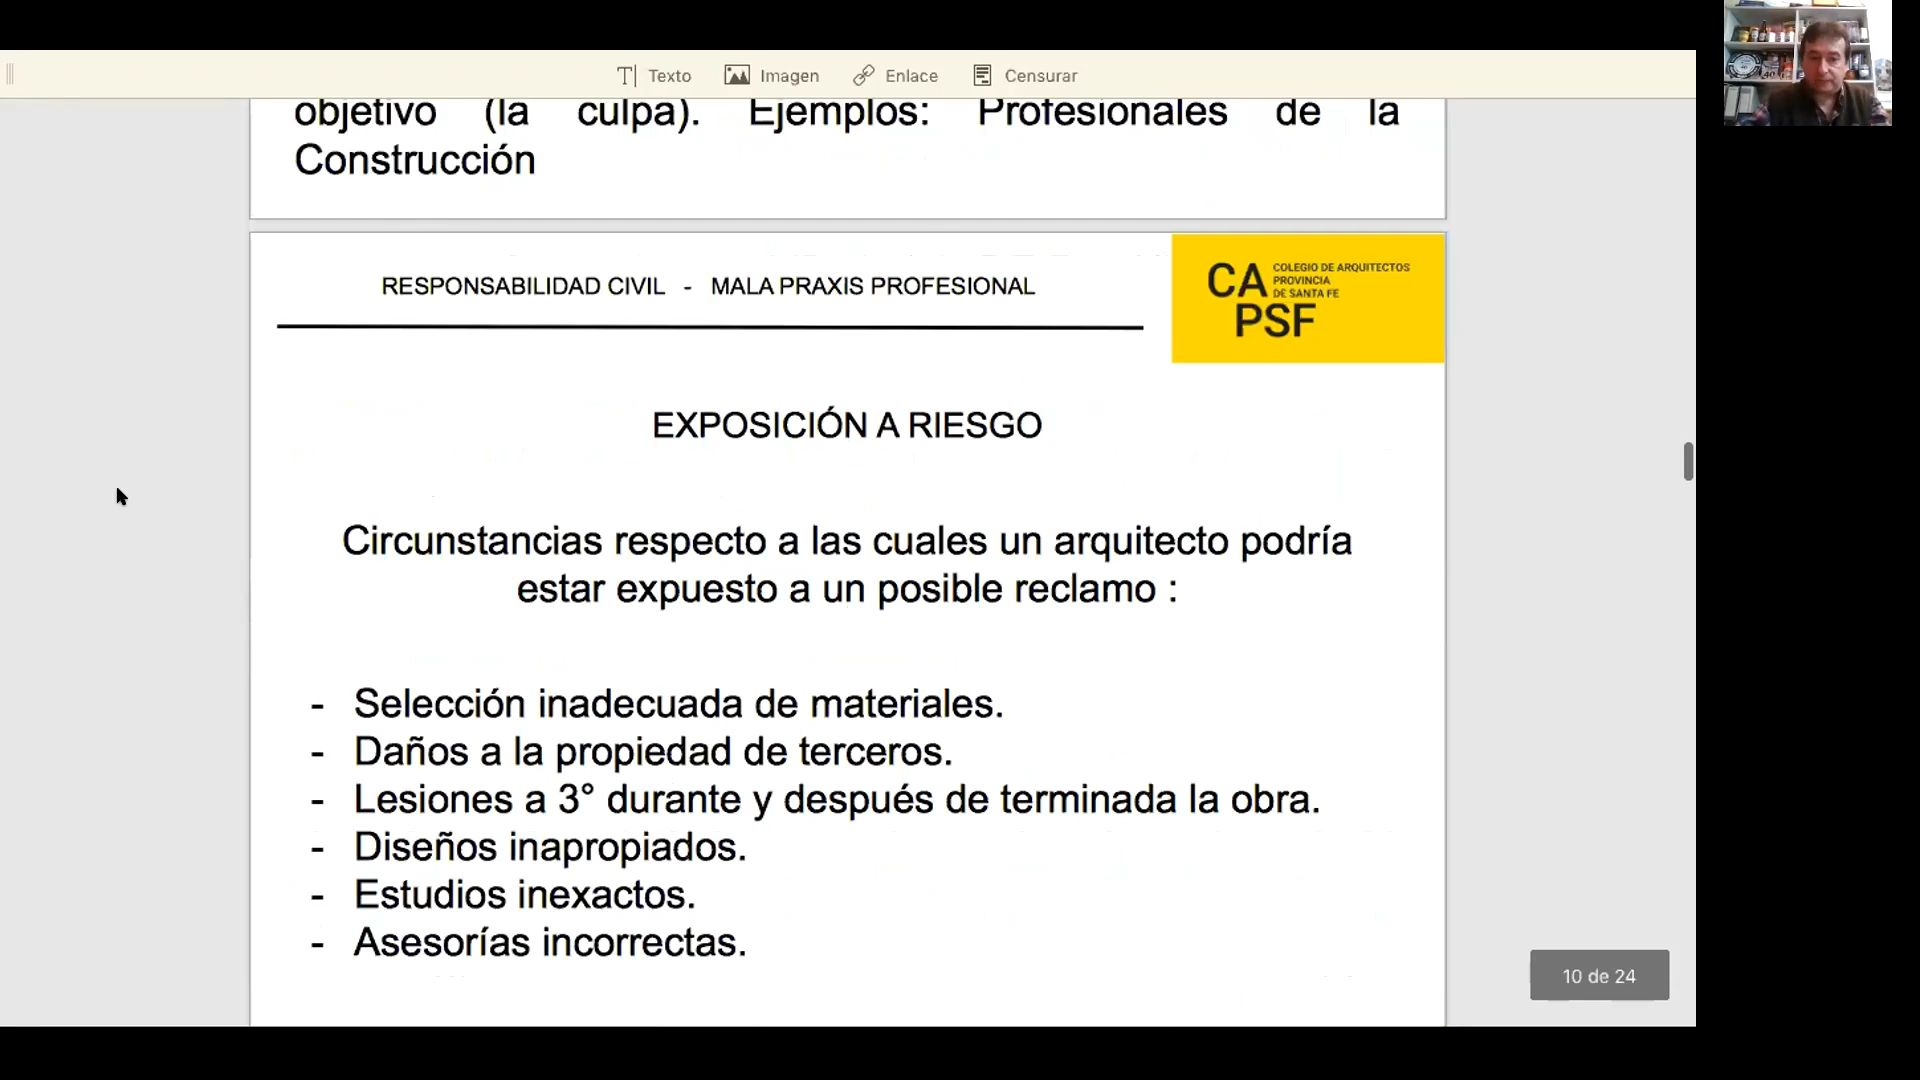 Texto Imagen Enlace Censurar
objetivo (la culpa). Ejemplos: Profesionales de la
Construcción
RESPONSABILIDAD CIVIL - MALA PRAXIS PROFESIONAL
CA PSF
COLEGIO DE ARQUITECTOS
PROVINCIA
DE SANTA FE
EXPOSICIÓN A RIESGO
Circunstancias respecto a las cuales un arquitecto podría
estar expuesto a un posible reclamo :
- Selección inadecuada de materiales.
- Daños a la propiedad de terceros.
- Lesiones a 3° durante y después de terminada la obra.
- Diseños inapropiados.
- Estudios inexactos.
- Asesorías incorrectas.
10 de 24